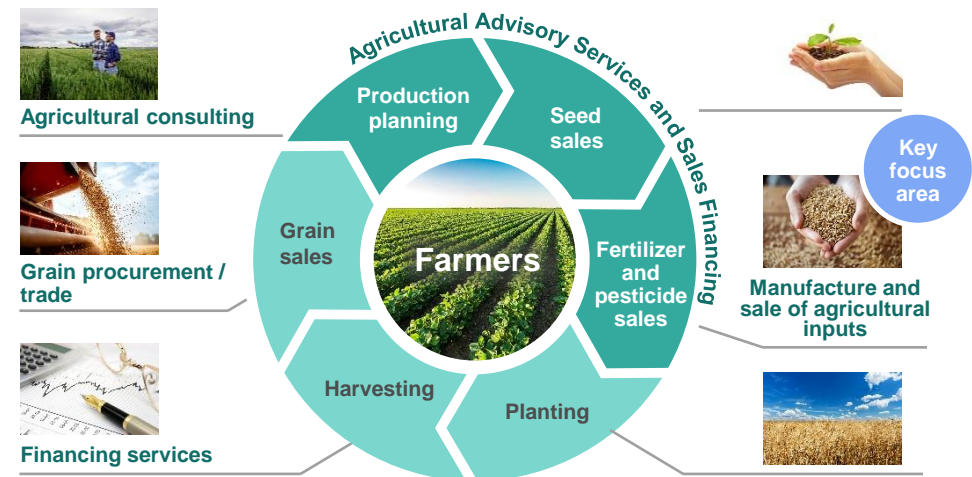 Agricultural Advisory Services and Sales Financing
Agricultural consulting
Production
planning
Seed
sales
Key
focus
area
Grain
sales
Farmers
Fertilizer
and
pesticide
sales
Grain procurement /
trade
Manufacture and
sale of agricultural
inputs
Harvesting
Planting
Financing services